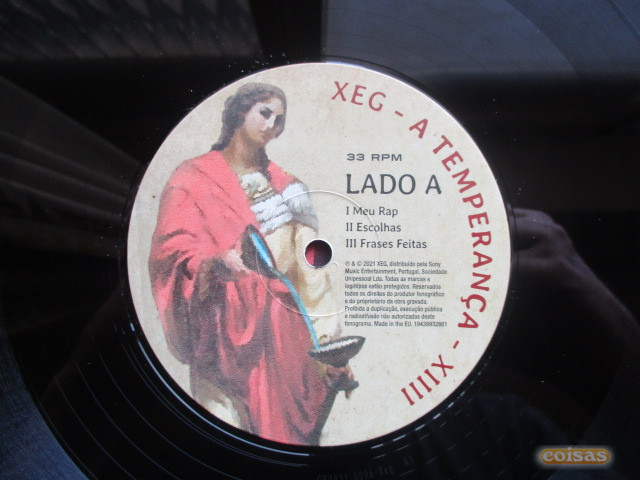 XEG - A TEMPERANÇA - XIIII
33 RPM
LADO A
I Meu Rap
II Escolhas
III Frases Feitas
℗ & © 2021 XEG, distribuído pela Sony
Music Entertainment, Portugal, Sociedade
Unipessoal Lda. Todas as marcas e
logótipos estão protegidos. Reservados
todos os direitos do produtor fonográfico
e do proprietário da obra gravada.
Proibida a duplicação, execução pública
e radiodifusão não autorizadas deste
fonograma. Made in the EU.
coisas